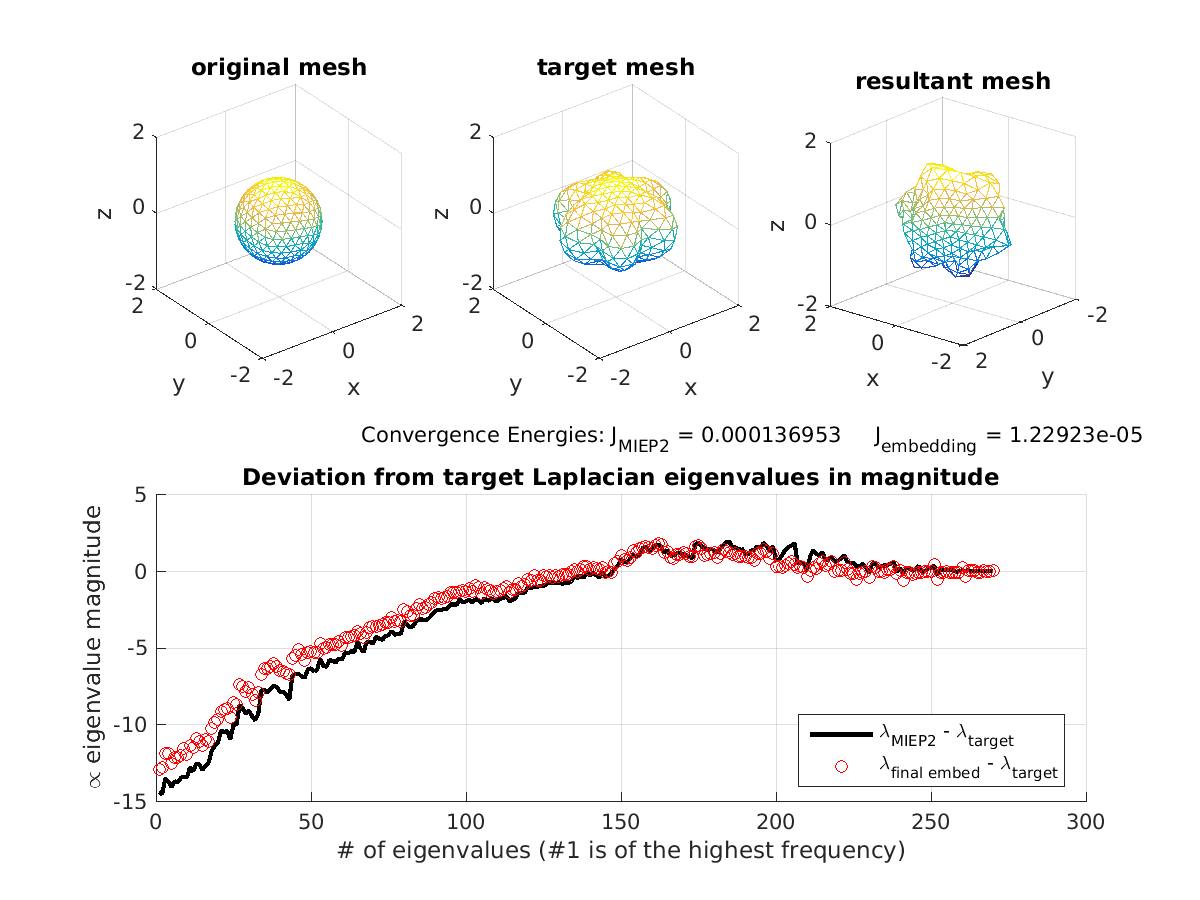 original mesh
target mesh
resultant mesh
2
0
-2
z
2
0
-2
y
-2
0
2
x
2
0
-2
z
2
0
-2
y
-2
0
2
x
2
0
-2
z
2
0
-2
x
2
0
-2
y
Convergence Energies: J_MIEP2 = 0.000136953 J_embedding = 1.22923e-05
Deviation from target Laplacian eigenvalues in magnitude
5
0
-5
-10
-15
∝ eigenvalue magnitude
λ_MIEP2 - λ_target
λ_final embed - λ_target
0 50 100 150 200 250 300
# of eigenvalues (#1 is of the highest frequency)